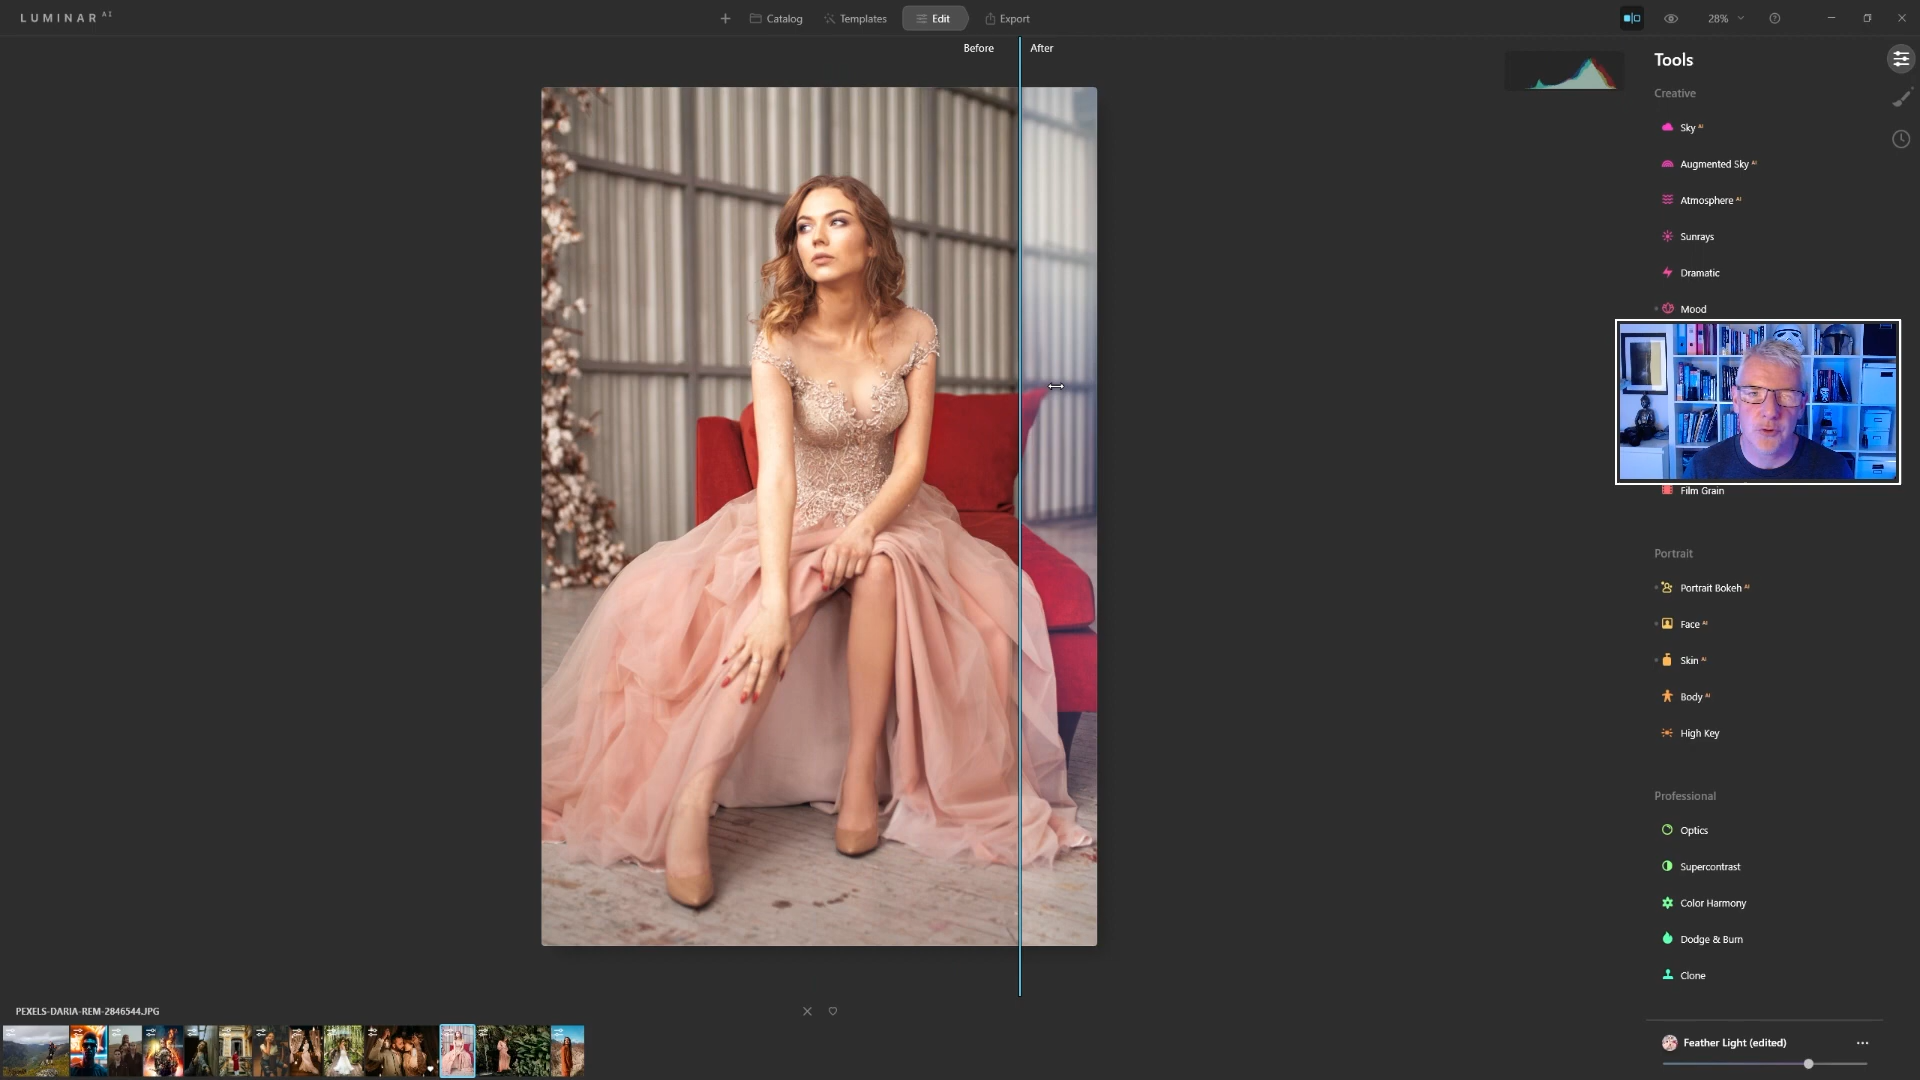 LUMINAR AI
Catalog
Templates
Edit
Export
28%
Before
After
Tools
Creative
Sky AI
Augmented Sky AI
Atmosphere AI
Sunrays
Dramatic
Mood
Film Grain
Portrait
Portrait Bokeh AI
Face AI
Skin AI
Body AI
High Key
Professional
Optics
Supercontrast
Color Harmony
Dodge & Burn
Clone
PEXELS-DARIA-REM-2846544.JPG
Feather Light (edited)